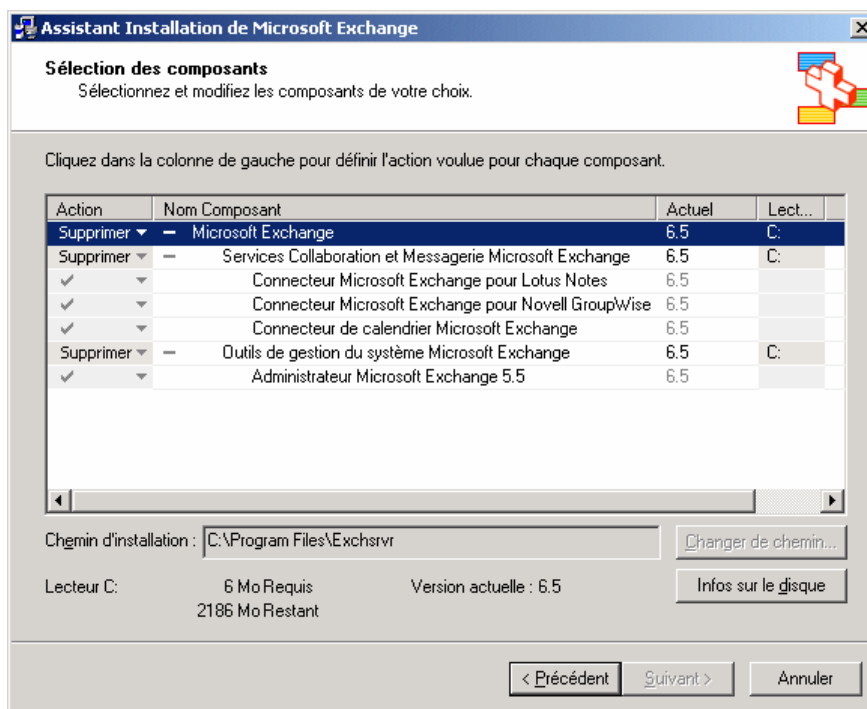 Assistant Installation de Microsoft Exchange
Sélection des composants
Sélectionnez et modifiez les composants de votre choix.
Cliquez dans la colonne de gauche pour définir l'action voulue pour chaque composant.
Action Nom Composant Actuel Lect...
Supprimer Microsoft Exchange 6.5 C:
Supprimer Services Collaboration et Messagerie Microsoft Exchange 6.5 C:
Connecteur Microsoft Exchange pour Lotus Notes 6.5
Connecteur Microsoft Exchange pour Novell GroupWise 6.5
Connecteur de calendrier Microsoft Exchange 6.5
Supprimer Outils de gestion du système Microsoft Exchange 6.5 C:
Administrateur Microsoft Exchange 5.5 6.5
Chemin d'installation : C:\Program Files\Exchsrvr Changer de chemin...
Lecteur C: 6 Mo Requis Version actuelle : 6.5 Infos sur le disque
2186 Mo Restant
< Précédent Suivant > Annuler